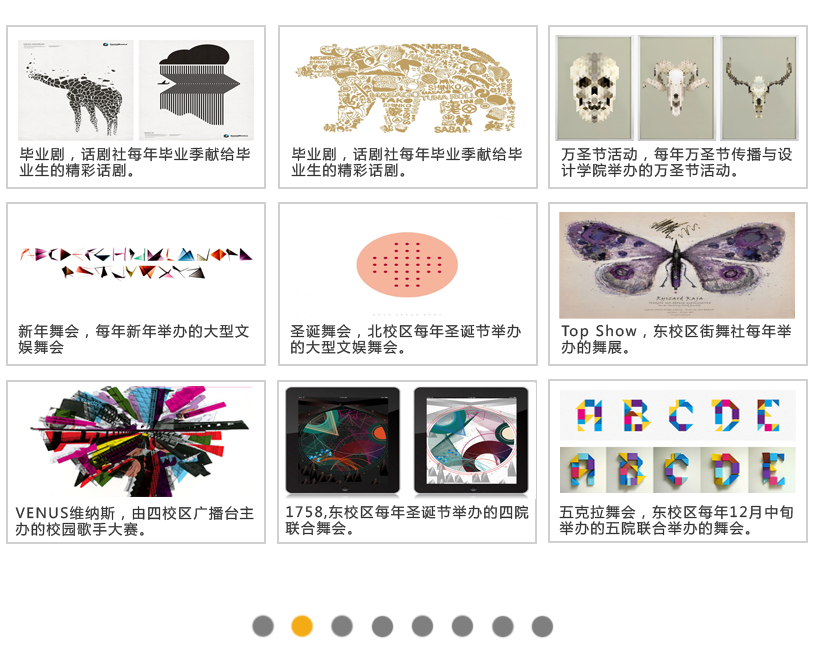 毕业剧，话剧社每年毕业季献给毕
业生的精彩话剧。
NIGIRI
SAKE
SHINKO
TAKO
SABA
毕业剧，话剧社每年毕业季献给毕
业生的精彩话剧。
万圣节活动，每年万圣节传播与设
计学院举办的万圣节活动。
新年舞会，每年新年举办的大型文
娱舞会
圣诞舞会，北校区每年圣诞节举办
的大型文娱舞会。
Ryszard Kaja
Top Show，东校区街舞社每年举
办的舞展。
VENUS维纳斯，由四校区广播台主
办的校园歌手大赛。
1758,东校区每年圣诞节举办的四院
联合舞会。
A B C D E
A B C D E
五克拉舞会，东校区每年12月中旬
举办的五院联合举办的舞会。